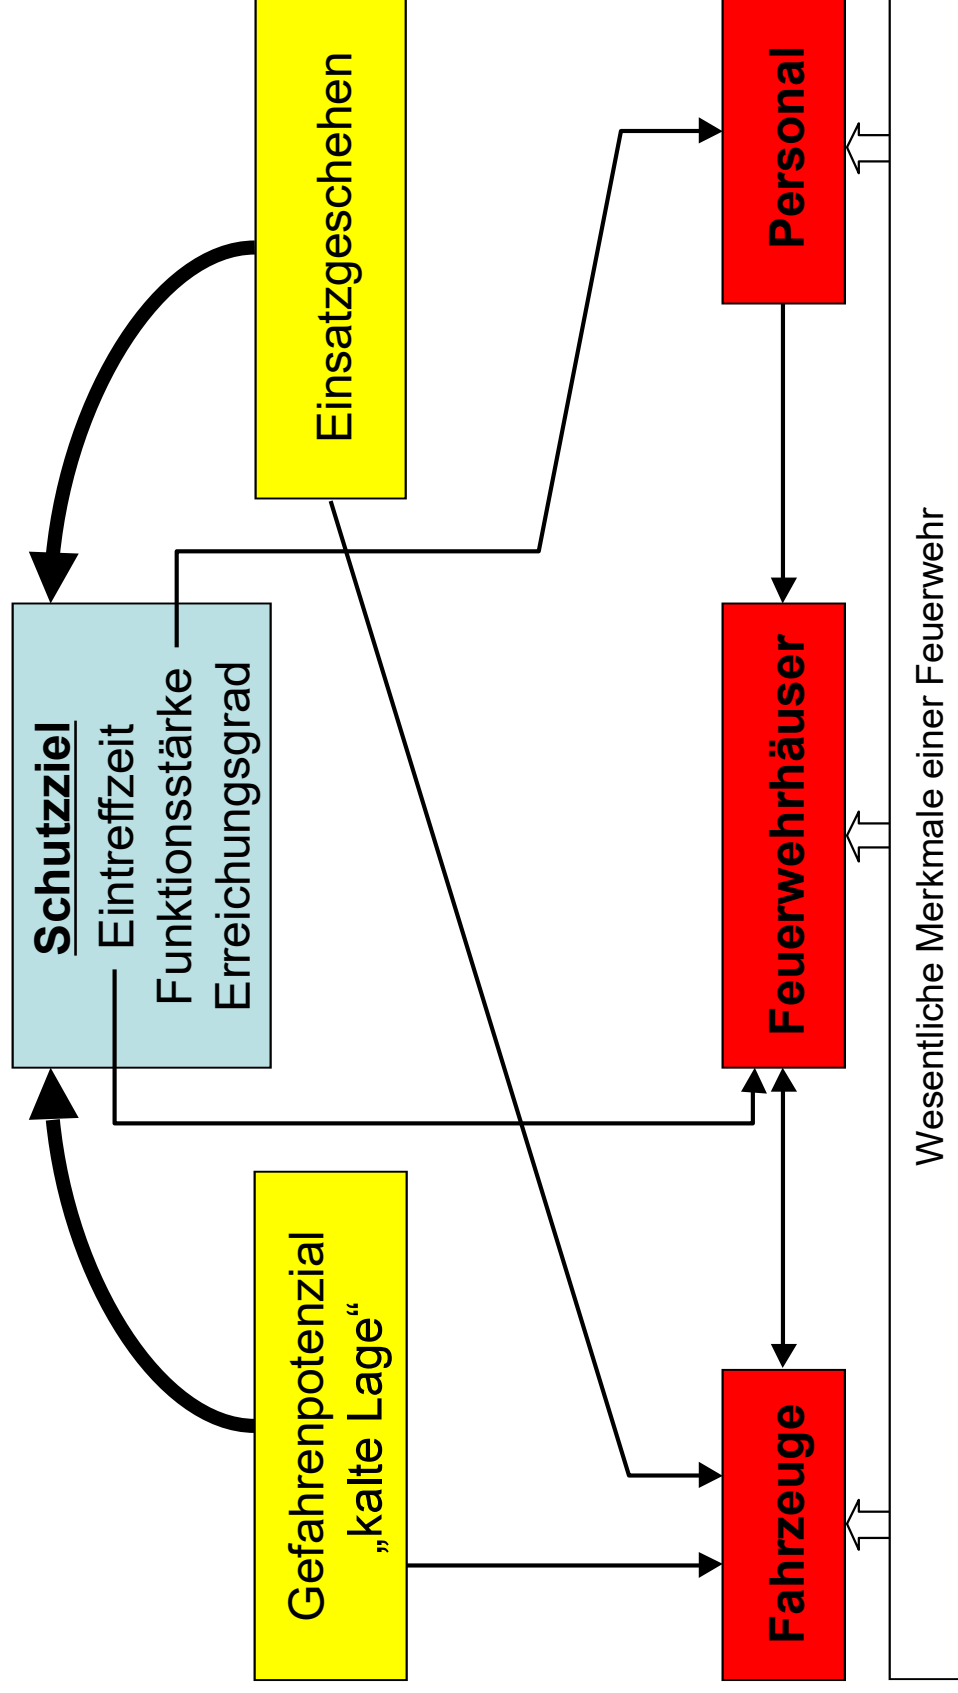 Schutzziel
Eintreffzeit
Funktionsstärke
Erreichungsgrad
Gefahrenpotenzial
„kalte Lage“
Einsatzgeschehen
Fahrzeuge
Feuerwehrhäuser
Personal
Wesentliche Merkmale einer Feuerwehr